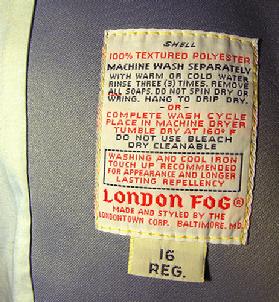 SHELL
100% TEXTURED POLYESTER
MACHINE WASH SEPARATELY
WITH WARM OR COLD WATER
RINSE THREE (3) TIMES. REMOVE
ALL SOAPS. DO NOT SPIN DRY OR
WRING. HANG TO DRIP DRY.
-OR-
COMPLETE WASH CYCLE
PLACE IN MACHINE DRYER
TUMBLE DRY AT 160° F
DO NOT USE BLEACH
DRY CLEANABLE
WASHING AND COOL IRON
TOUCH UP RECOMMENDED
FOR APPEARANCE AND LONGER
LASTING REPELLENCY
LONDON FOG®
MADE AND STYLED BY THE
LONDONTOWN CORP. BALTIMORE, MD.
16
REG.